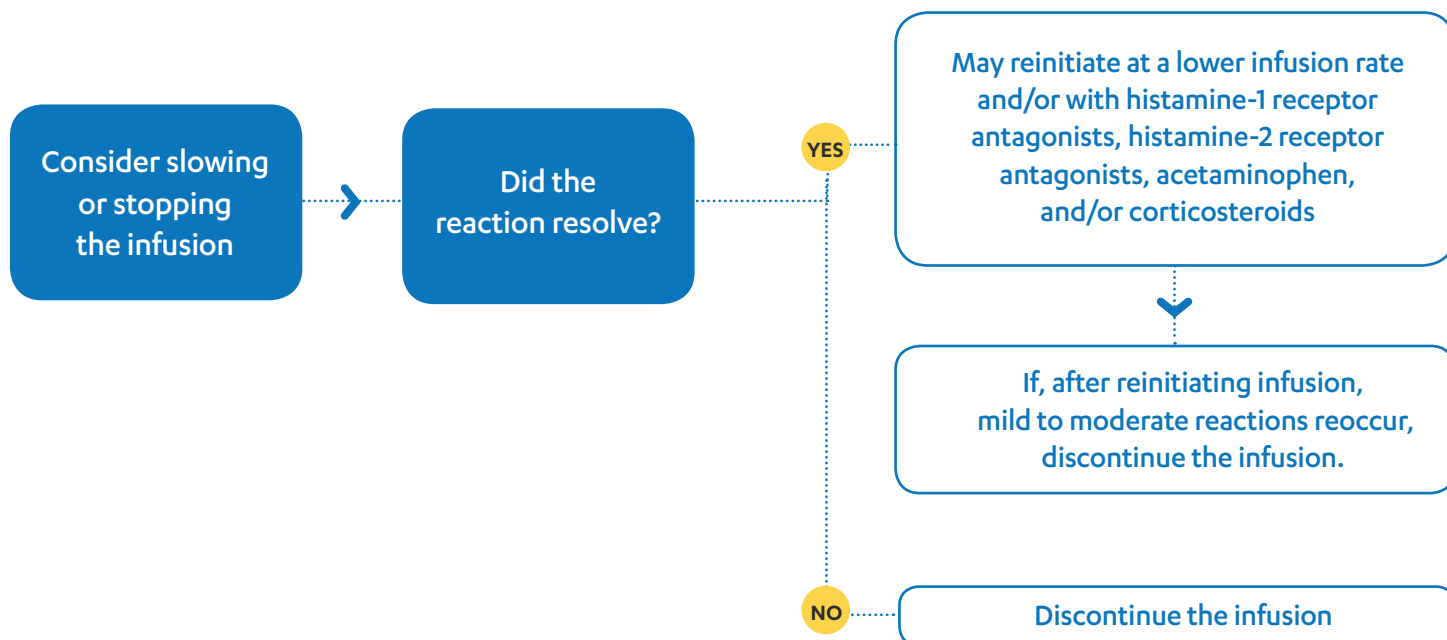 Consider slowing
or stopping
the infusion
Did the
reaction resolve?
YES
May reinitiate at a lower infusion rate
and/or with histamine-1 receptor
antagonists, histamine-2 receptor
antagonists, acetaminophen,
and/or corticosteroids
If, after reinitiating infusion,
mild to moderate reactions reoccur,
discontinue the infusion.
NO
Discontinue the infusion